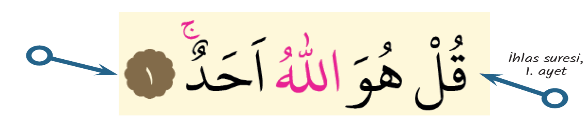 قُلْ هُوَ اللّٰهُ اَحَدٌۚ ١
İhlas suresi,
1. ayet